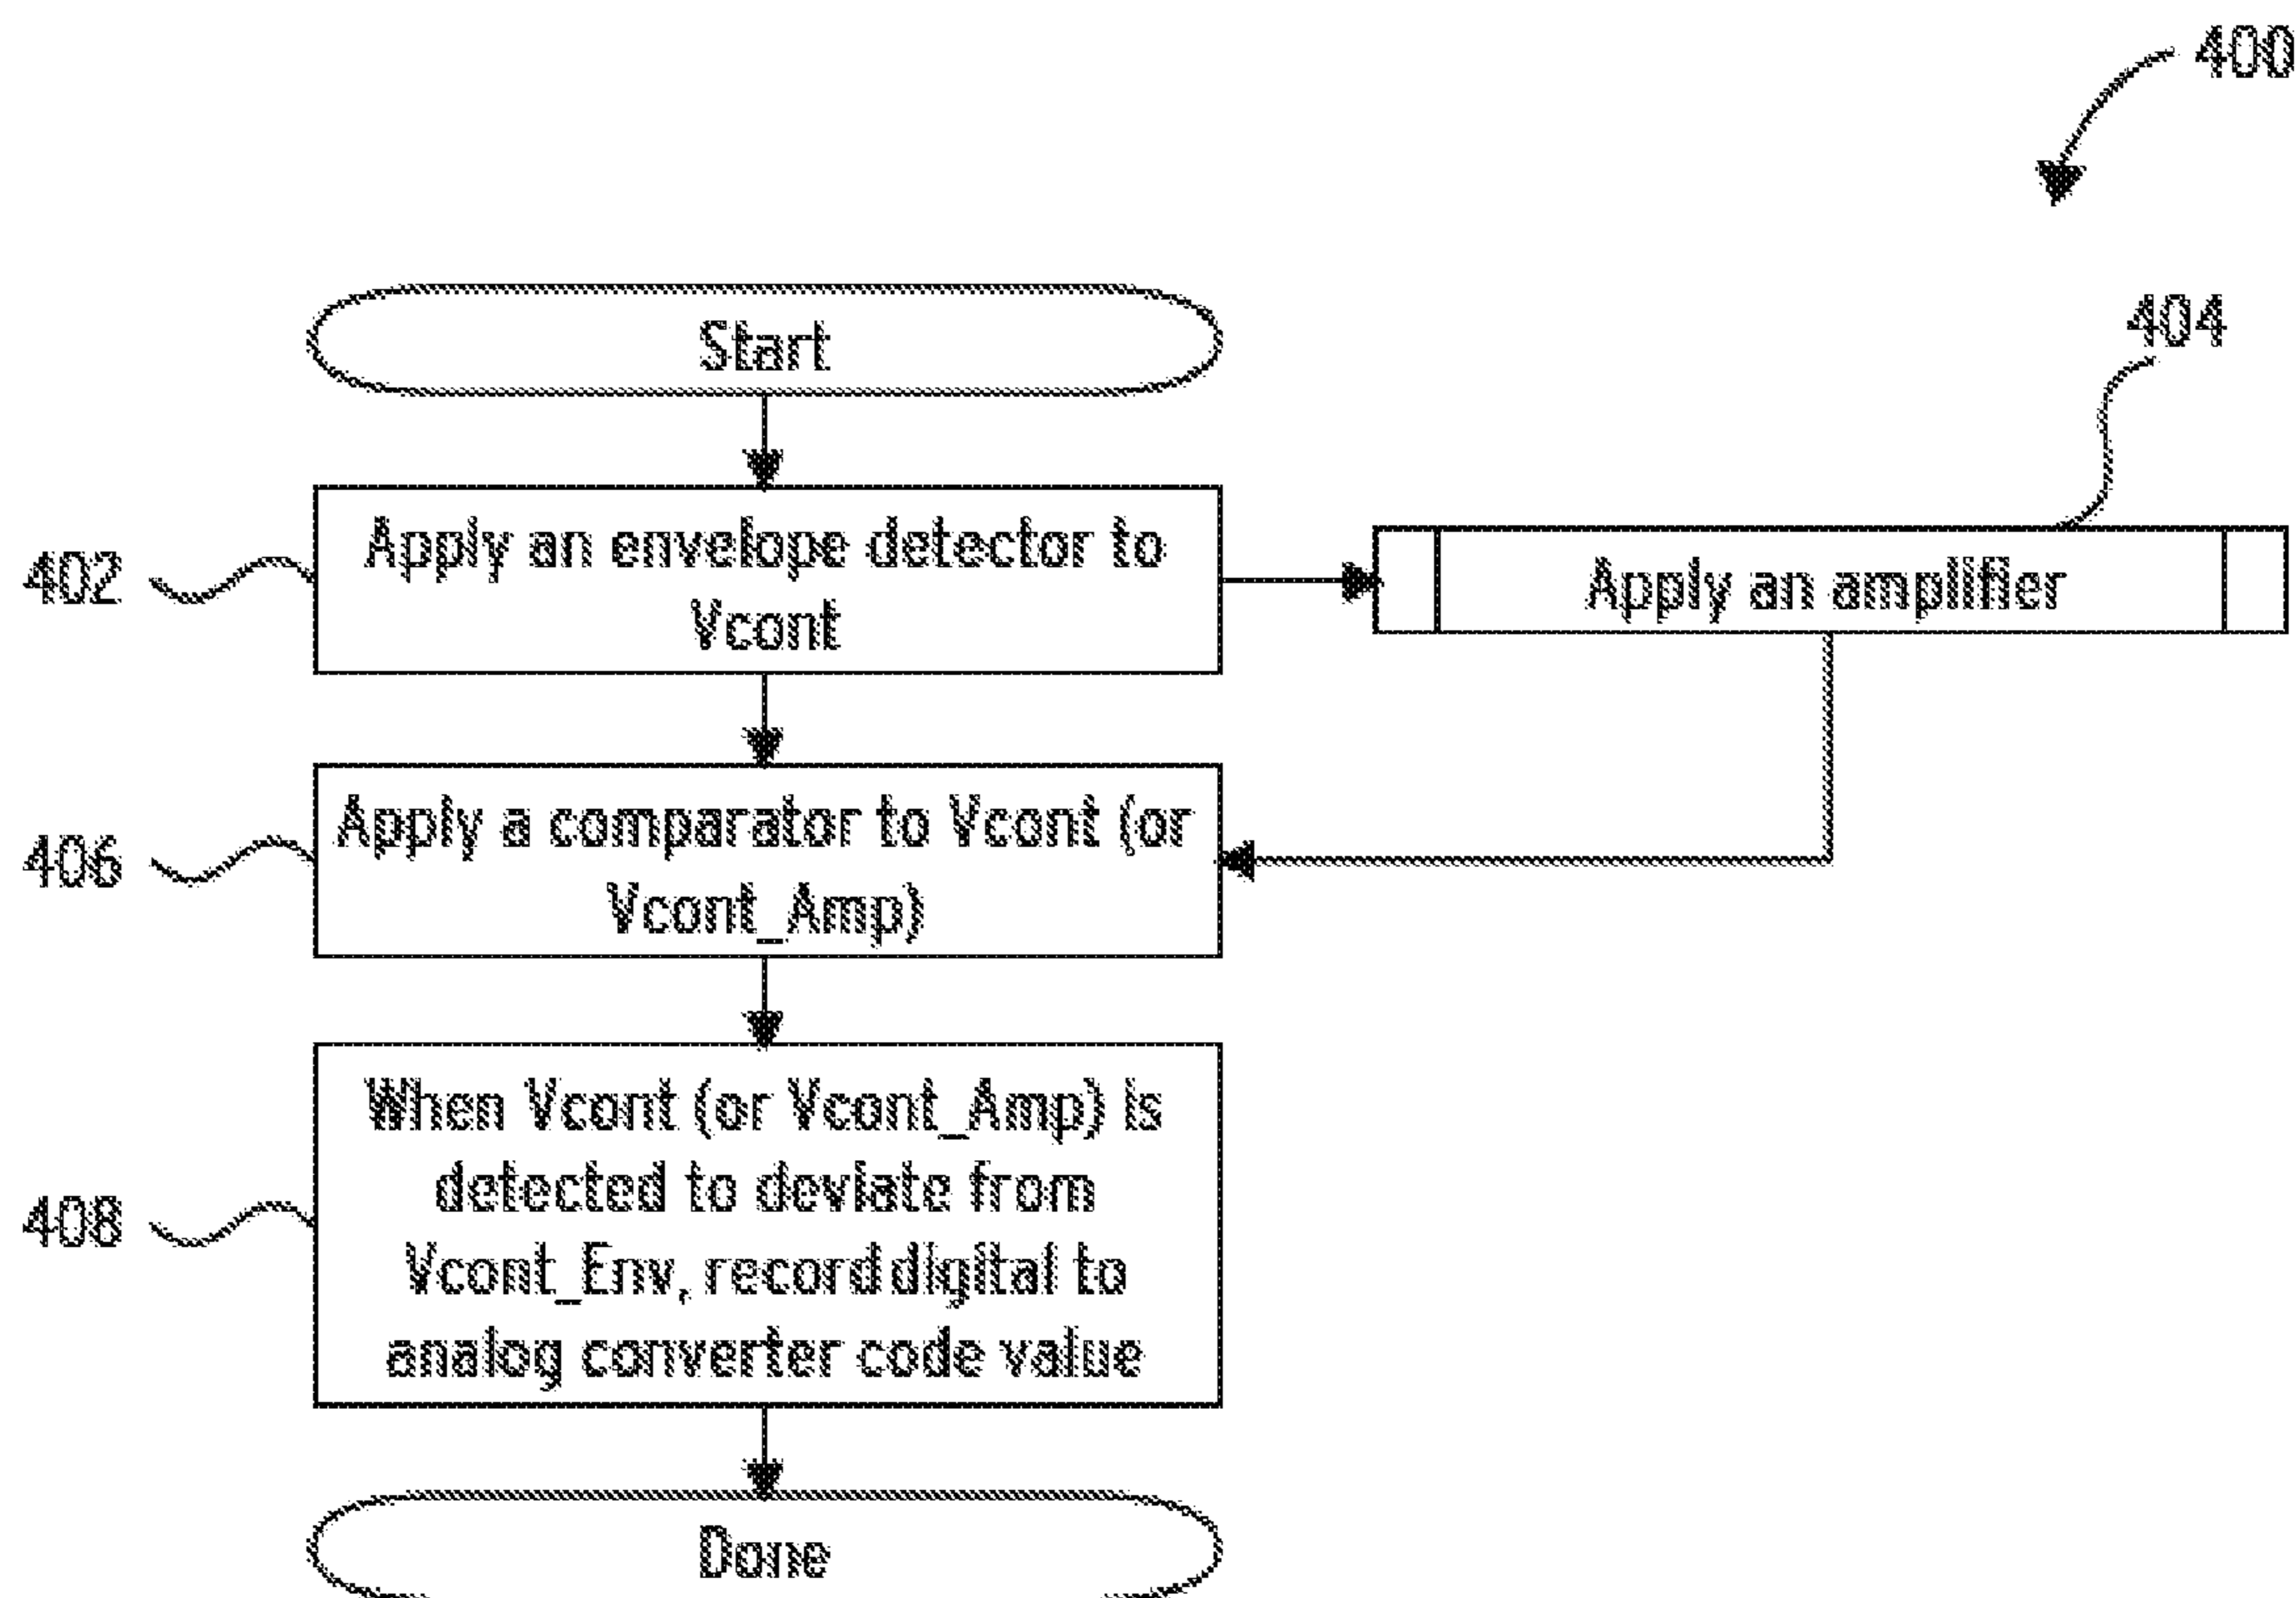 400
Start
404
402
Apply an envelope detector to
Vcont
Apply an amplifier
406
Apply a comparator to Vcont (or
Vcont_Amp)
408
When Vcont (or Vcont_Amp) is
detected to deviate from
Vcont_Env, record digital to
analog converter code value
Done